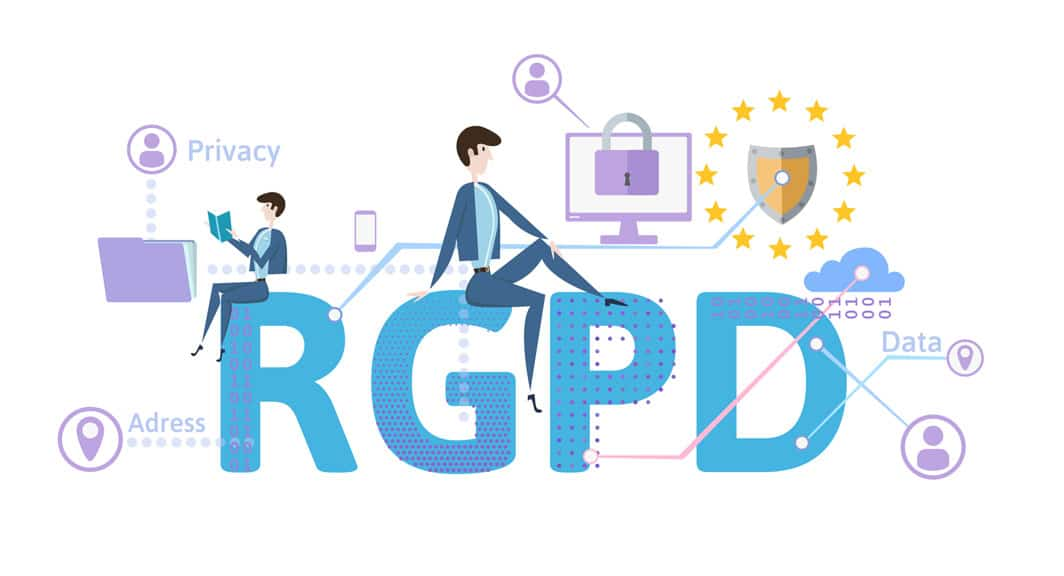 Privacy
RGPD
Data
Adress